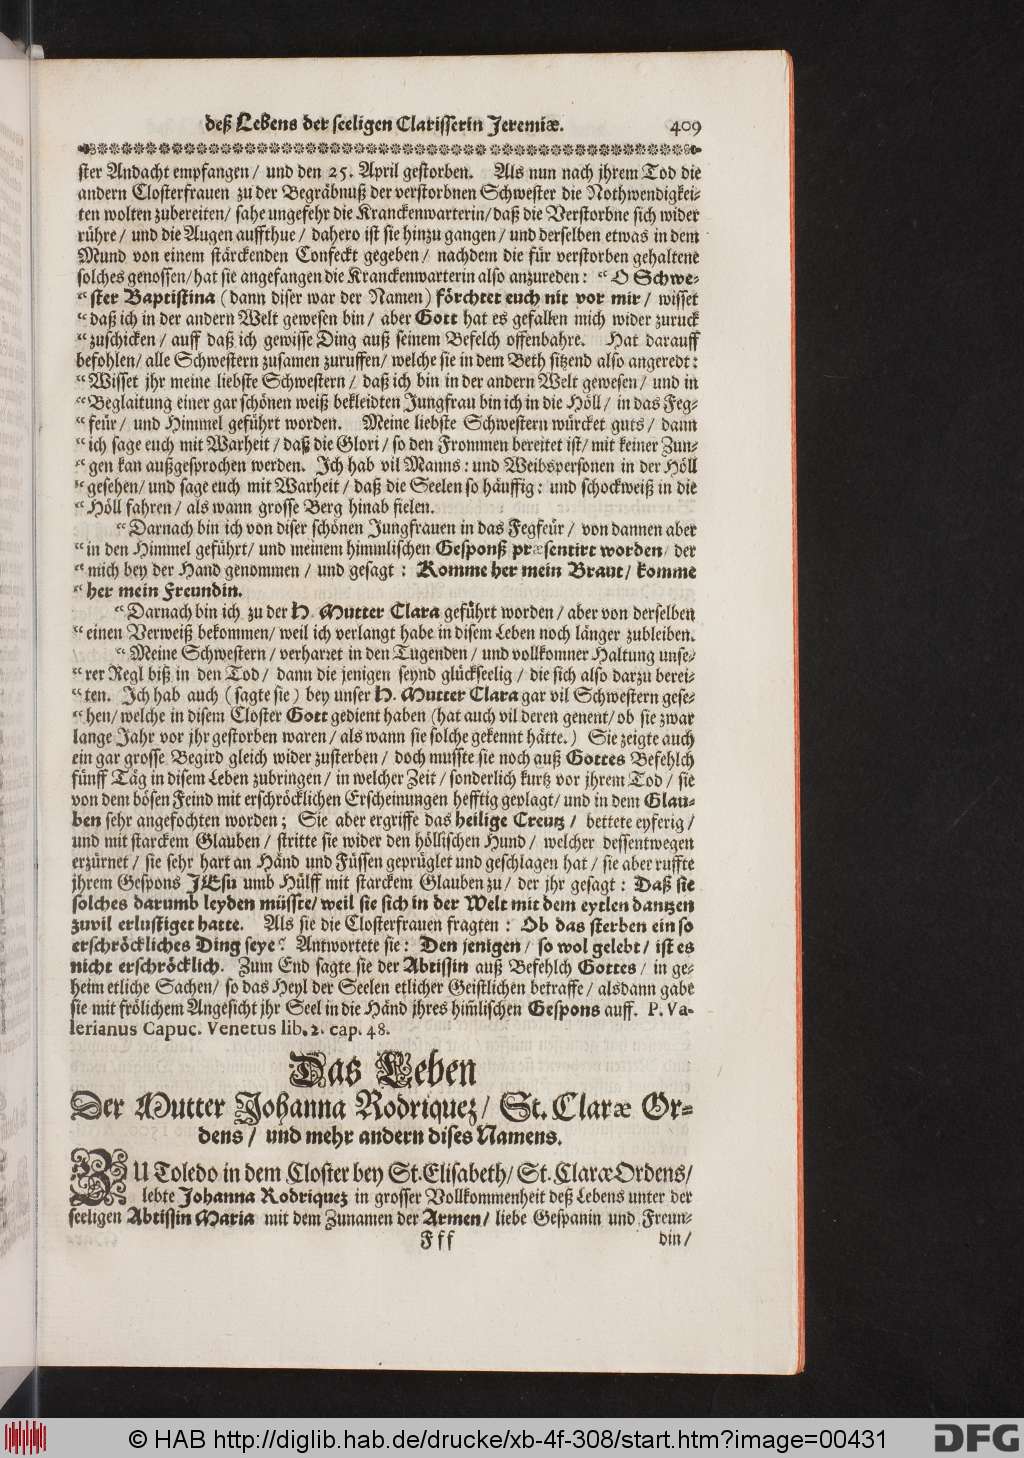 deß Lebens der seeligen Clarisserin Jeremiæ. 409
ster Andacht empfangen / und den 25. April gestorben. Als nun nach jhrem Tod die
andern Closterfrauen zu der Begräbnuß der verstorbnen Schwester die Nothwendigkei-
ten wolten zubereiten / sahe ungefehr die Kranckenwarterin / daß die Verstorbne sich wider
rühre / und die Augen auffthue / dahero ist sie hinzu gangen / und derselben etwas in dem
Mund von einem stärckenden Confeckt gegeben / nachdem die für verstorben gehaltene
solches genossen / hat sie angefangen die Kranckenwarterin also anzureden: “ O Schwe-
“ ster Baptistina (dann diser war der Namen) förchtet euch nit vor mir / wisset
“ daß ich in der andern Welt gewesen bin / aber Gott hat es gefallen mich wider zuruck
“ zuschicken / auff daß ich gewisse Ding auß seinem Befelch offenbahre. Hat darauff
befohlen / alle Schwestern zusamen zuruffen / welche sie in dem Beth sitzend also angeredt:
“ Wisset jhr meine liebste Schwestern / daß ich bin in der andern Welt gewesen / und in
“ Beglaitung einer gar schönen weiß bekleidten Jungfrau bin ich in die Höll / in das Feg-
“ feür / und Himmel geführt worden. Meine liebste Schwestern würcket guts / dann
“ ich sage euch mit Warheit / daß die Glori / so den Frommen bereitet ist / mit keiner Zun-
“ gen kan außgesprochen werden. Ich hab vil Manns: und Weibspersonen in der Höll
“ gesehen / und sage euch mit Warheit / daß die Seelen so häuffig: und schockweiß in die
“ Höll fahren / als wann grosse Berg hinab fielen.
“ Darnach bin ich von diser schönen Jungfrauen in das Fegfeür / von dannen aber
“ in den Himmel geführt / und meinem himmlischen Gesponß præsentirt worden / der
“ mich bey der Hand genommen / und gesagt: Komme her mein Braut / komme
“ her mein Freundin.
“ Darnach bin ich zu der H. Mutter Clara geführt worden / aber von derselben
“ einen Verweiß bekommen / weil ich verlangt habe in disem Leben noch länger zubleiben.
“ Meine Schwestern / verharret in den Tugenden / und vollkomner Haltung unse-
“ rer Regl biß in den Tod / dann die jenigen seynd glückseelig / die sich also darzu berei-
“ ten. Ich hab auch (sagte sie) bey unser H. Mutter Clara gar vil Schwestern gese-
“ hen / welche in disem Closter Gott gedient haben (hat auch vil deren genent / ob sie zwar
lange Jahr vor jhr gestorben waren / als wann sie solche gekennt hätte.) Sie zeigte auch
ein gar grosse Begird gleich wider zusterben / doch musste sie noch auß Gottes Befehlch
fünff Täg in disem Leben zubringen / in welcher Zeit / sonderlich kurtz vor jhrem Tod / sie
von dem bösen Feind mit erschröcklichen Erscheinungen hefftig geplagt / und in dem Glau-
ben sehr angefochten worden; Sie aber ergriffe das heilige Creutz / bettete eyferig /
und mit starckem Glauben / stritte sie wider den höllischen Hund / welcher dessentwegen
erzürnet / sie sehr hart an Händ und Füssen geprüglet und geschlagen hat / sie aber ruffte
jhrem Gespons JEsu umb Hülff mit starckem Glauben zu / der jhr gesagt: Daß sie
solches darumb leyden müsste / weil sie sich in der Welt mit dem eytlen dantzen
zuvil erlustiget hatte. Als sie die Closterfrauen fragten: Ob das sterben ein so
erschröckliches Ding seye? Antwortete sie: Den jenigen / so wol gelebt / ist es
nicht erschröcklich. Zum End sagte sie der Abtissin auß Befehlch Gottes / in ge-
heim etliche Sachen / so das Heyl der Seelen etlicher Geistlichen betraffe / alsdann gabe
sie mit frölichem Angesicht jhr Seel in die Händ jhres him̃lischen Gespons auff. P. Va-
lerianus Capuc. Venetus lib. 2. cap. 48.
Das Leben
Der Mutter Johanna Rodriquez / St. Claræ Or-
dens / und mehr andern dises Namens.
ZU Toledo in dem Closter bey St. Elisabeth / St. Claræ Ordens /
lebte Johanna Rodriquez in grosser Vollkommenheit deß Lebens unter der
seeligen Abtissin Maria mit dem Zunamen der Armen / liebe Gespanin und Freun-
Fff din /
© HAB http://diglib.hab.de/drucke/xb-4f-308/start.htm?image=00431
DFG